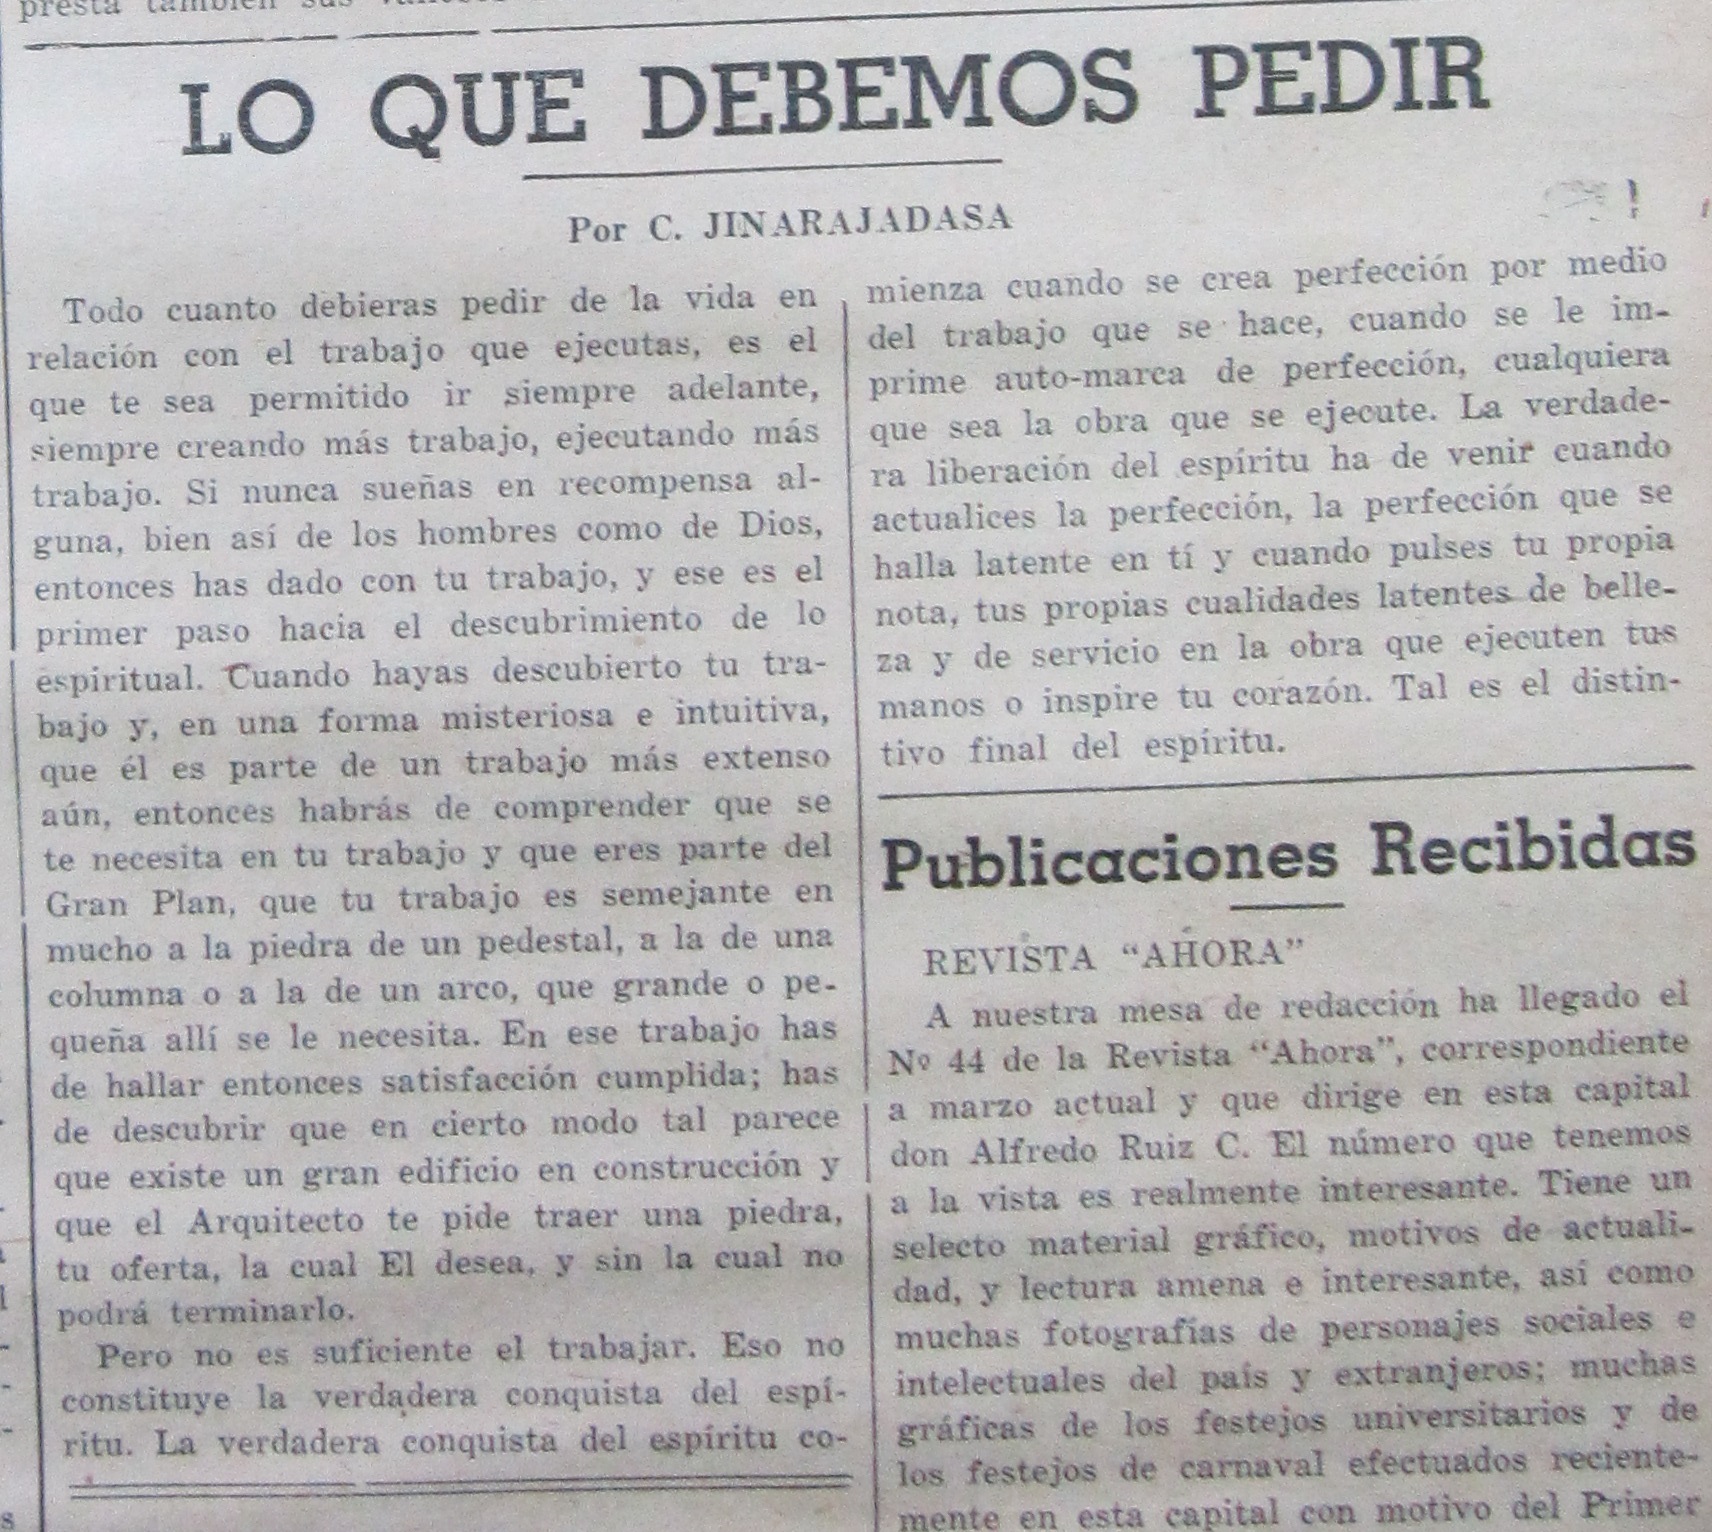 presta también sus
LO QUE DEBEMOS PEDIR
Por C. JINARAJADASA
Todo cuanto debieras pedir de la vida en
relación con el trabajo que ejecutas, es el
que te sea permitido ir siempre adelante,
siempre creando más trabajo, ejecutando más
trabajo. Si nunca sueñas en recompensa al-
guna, bien así de los hombres como de Dios,
entonces has dado con tu trabajo, y ese es el
primer paso hacia el descubrimiento de lo
espiritual. Cuando hayas descubierto tu tra-
bajo y, en una forma misteriosa e intuitiva,
que él es parte de un trabajo más extenso
aún, entonces habrás de comprender que se
te necesita en tu trabajo y que eres parte del
Gran Plan, que tu trabajo es semejante en
mucho a la piedra de un pedestal, a la de una
columna o a la de un arco, que grande o pe-
queña allí se le necesita. En ese trabajo has
de hallar entonces satisfacción cumplida; has
de descubrir que en cierto modo tal parece
que existe un gran edificio en construcción y
que el Arquitecto te pide traer una piedra,
tu oferta, la cual El desea, y sin la cual no
podrá terminarlo.
Pero no es suficiente el trabajar. Eso no
constituye la verdadera conquista del espí-
ritu. La verdadera conquista del espíritu co-
mienza cuando se crea perfección por medio
del trabajo que se hace, cuando se le im-
prime auto-marca de perfección, cualquiera
que sea la obra que se ejecute. La verdade-
ra liberación del espíritu ha de venir cuando
actualices la perfección, la perfección que se
halla latente en tí y cuando pulses tu propia
nota, tus propias cualidades latentes de belle-
za y de servicio en la obra que ejecuten tus
manos o inspire tu corazón. Tal es el distin-
tivo final del espíritu.
Publicaciones Recibidas
REVISTA “AHORA”
A nuestra mesa de redacción ha llegado el
Nº 44 de la Revista “Ahora”, correspondiente
a marzo actual y que dirige en esta capital
don Alfredo Ruiz C. El número que tenemos
a la vista es realmente interesante. Tiene un
selecto material gráfico, motivos de actuali-
dad, y lectura amena e interesante, así como
muchas fotografías de personajes sociales e
intelectuales del país y extranjeros; muchas
gráficas de los festejos universitarios y de
los festejos de carnaval efectuados reciente-
mente en esta capital con motivo del Primer